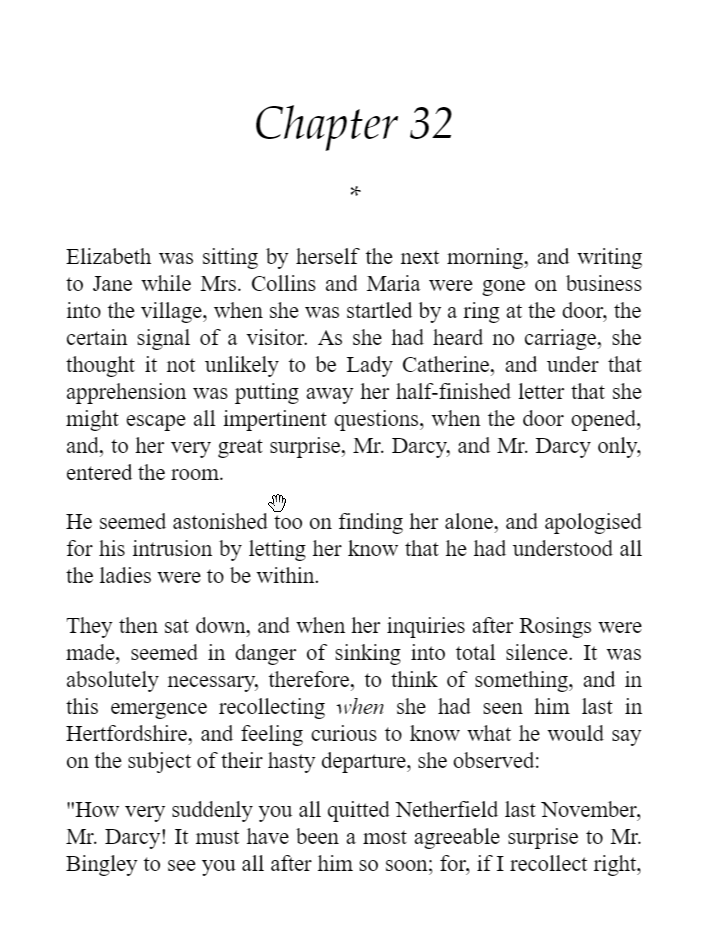 Chapter 32
*
Elizabeth was sitting by herself the next morning, and writing
to Jane while Mrs. Collins and Maria were gone on business
into the village, when she was startled by a ring at the door, the
certain signal of a visitor. As she had heard no carriage, she
thought it not unlikely to be Lady Catherine, and under that
apprehension was putting away her half-finished letter that she
might escape all impertinent questions, when the door opened,
and, to her very great surprise, Mr. Darcy, and Mr. Darcy only,
entered the room.
He seemed astonished too on finding her alone, and apologised
for his intrusion by letting her know that he had understood all
the ladies were to be within.
They then sat down, and when her inquiries after Rosings were
made, seemed in danger of sinking into total silence. It was
absolutely necessary, therefore, to think of something, and in
this emergence recollecting when she had seen him last in
Hertfordshire, and feeling curious to know what he would say
on the subject of their hasty departure, she observed:
"How very suddenly you all quitted Netherfield last November,
Mr. Darcy! It must have been a most agreeable surprise to Mr.
Bingley to see you all after him so soon; for, if I recollect right,